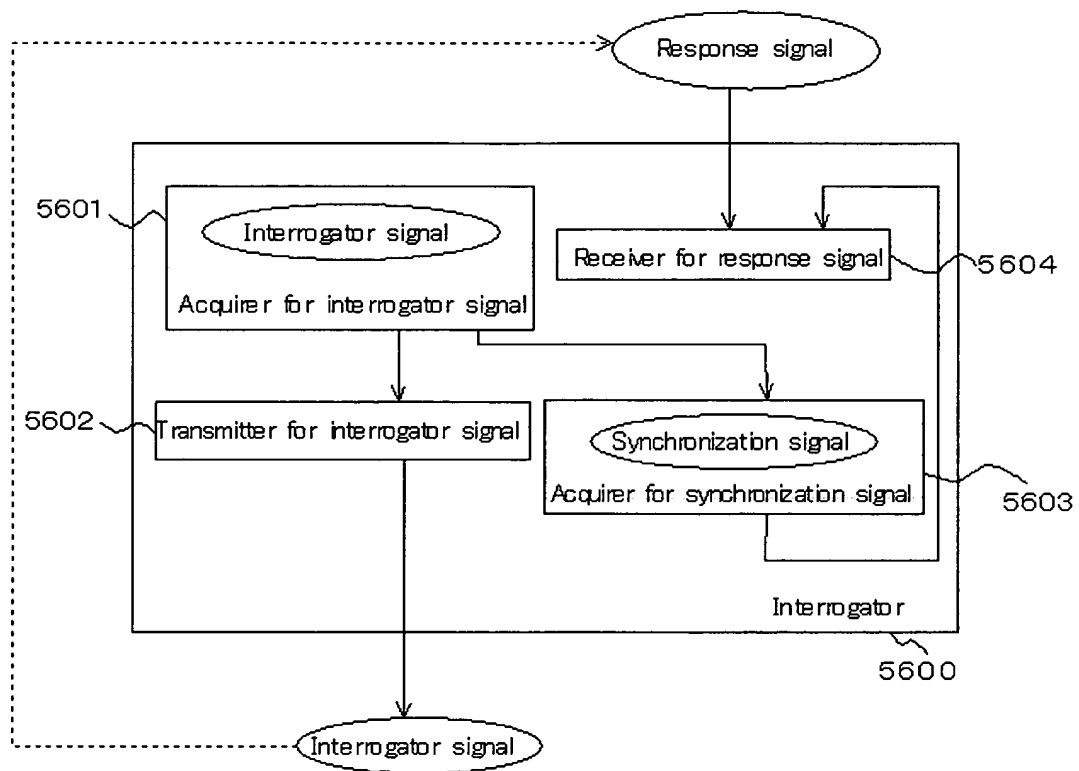 Response signal
5601
Interrogator signal
Acquirer for interrogator signal
Receiver for response signal
5604
5602
Transmitter for interrogator signal
Synchronization signal
Acquirer for synchronization signal
5603
Interrogator
5600
Interrogator signal